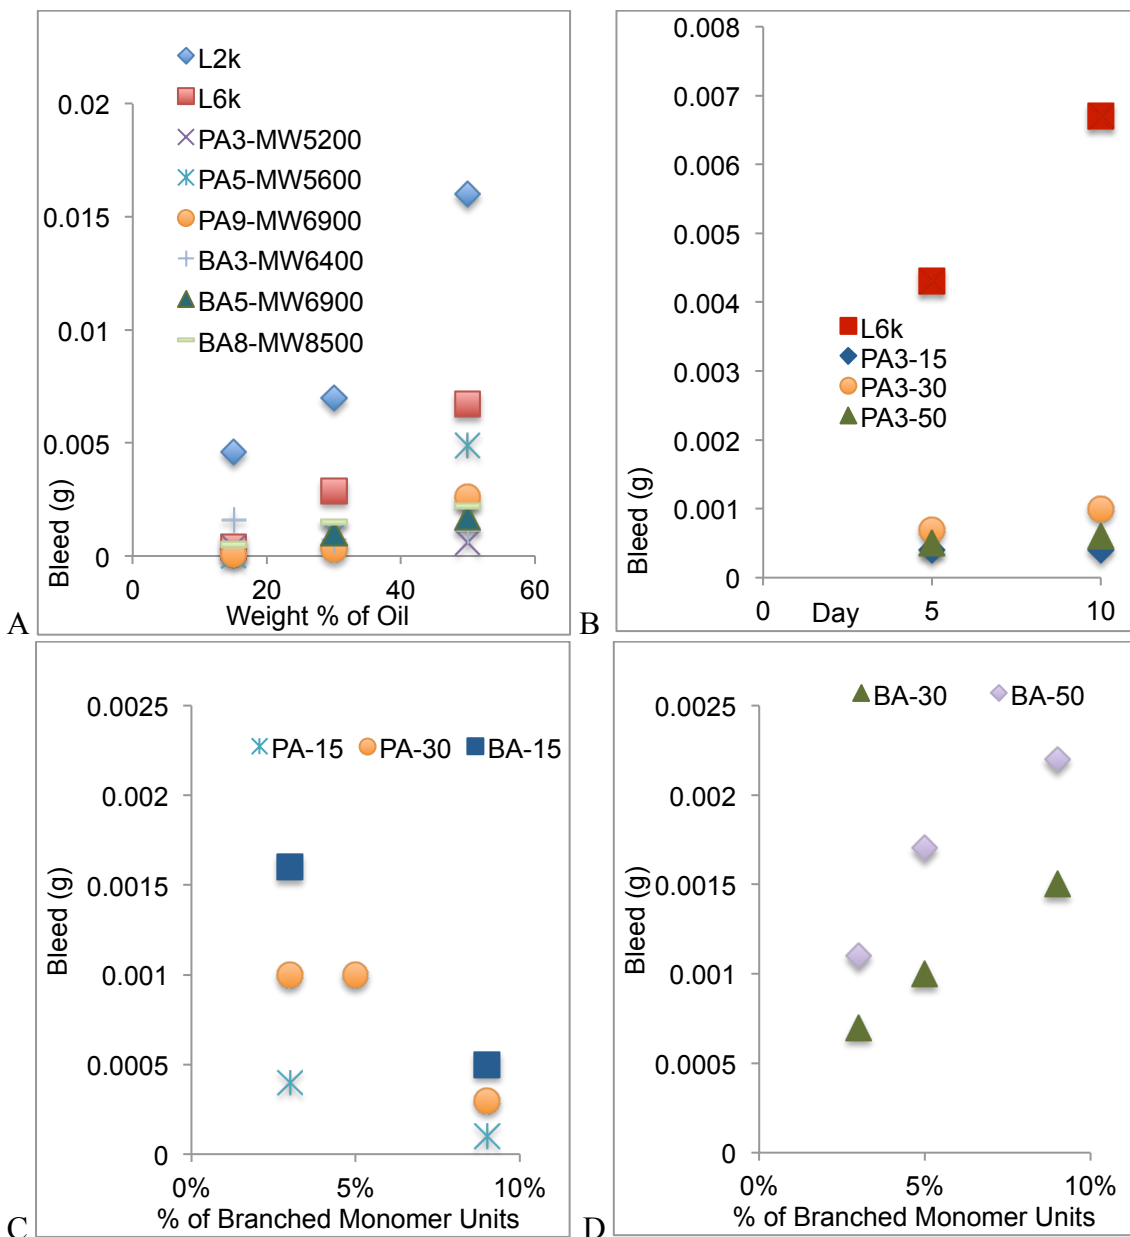 L2k
L6k
PA3-MW5200
PA5-MW5600
PA9-MW6900
BA3-MW6400
BA5-MW6900
BA8-MW8500
0.02
0.015
0.01
0.005
0
Bleed (g)
0 20 40 60
Weight % of Oil
A
0.008
0.007
0.006
0.005
0.004
0.003
0.002
0.001
0
Bleed (g)
L6k
PA3-15
PA3-30
PA3-50
0 Day 5 10
B
0.0025
0.002
0.0015
0.001
0.0005
0
Bleed (g)
PA-15 PA-30 BA-15
0% 5% 10%
% of Branched Monomer Units
C
0.0025
0.002
0.0015
0.001
0.0005
0
Bleed (g)
BA-30 BA-50
0% 5% 10%
% of Branched Monomer Units
D